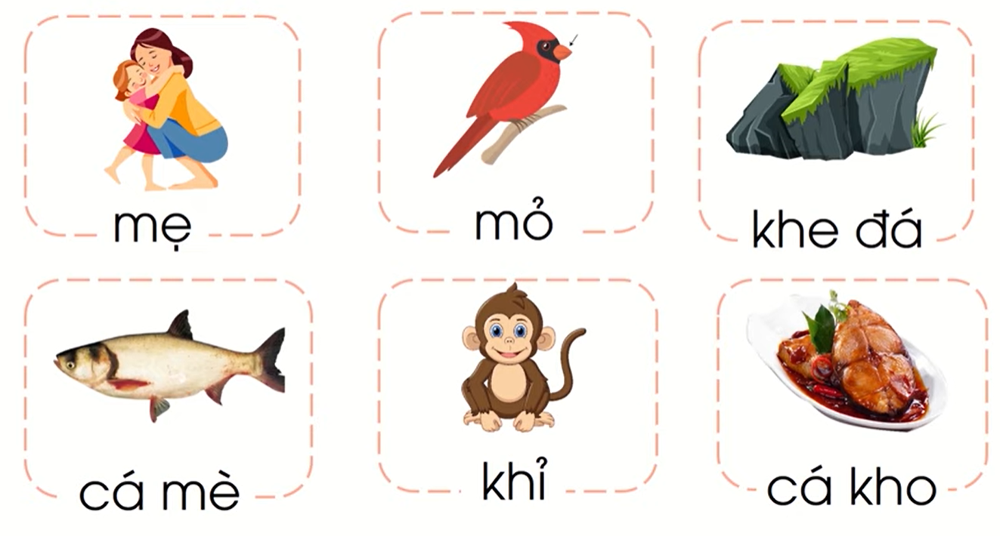 mẹ
mỏ
khe đá
cá mè
khỉ
cá kho